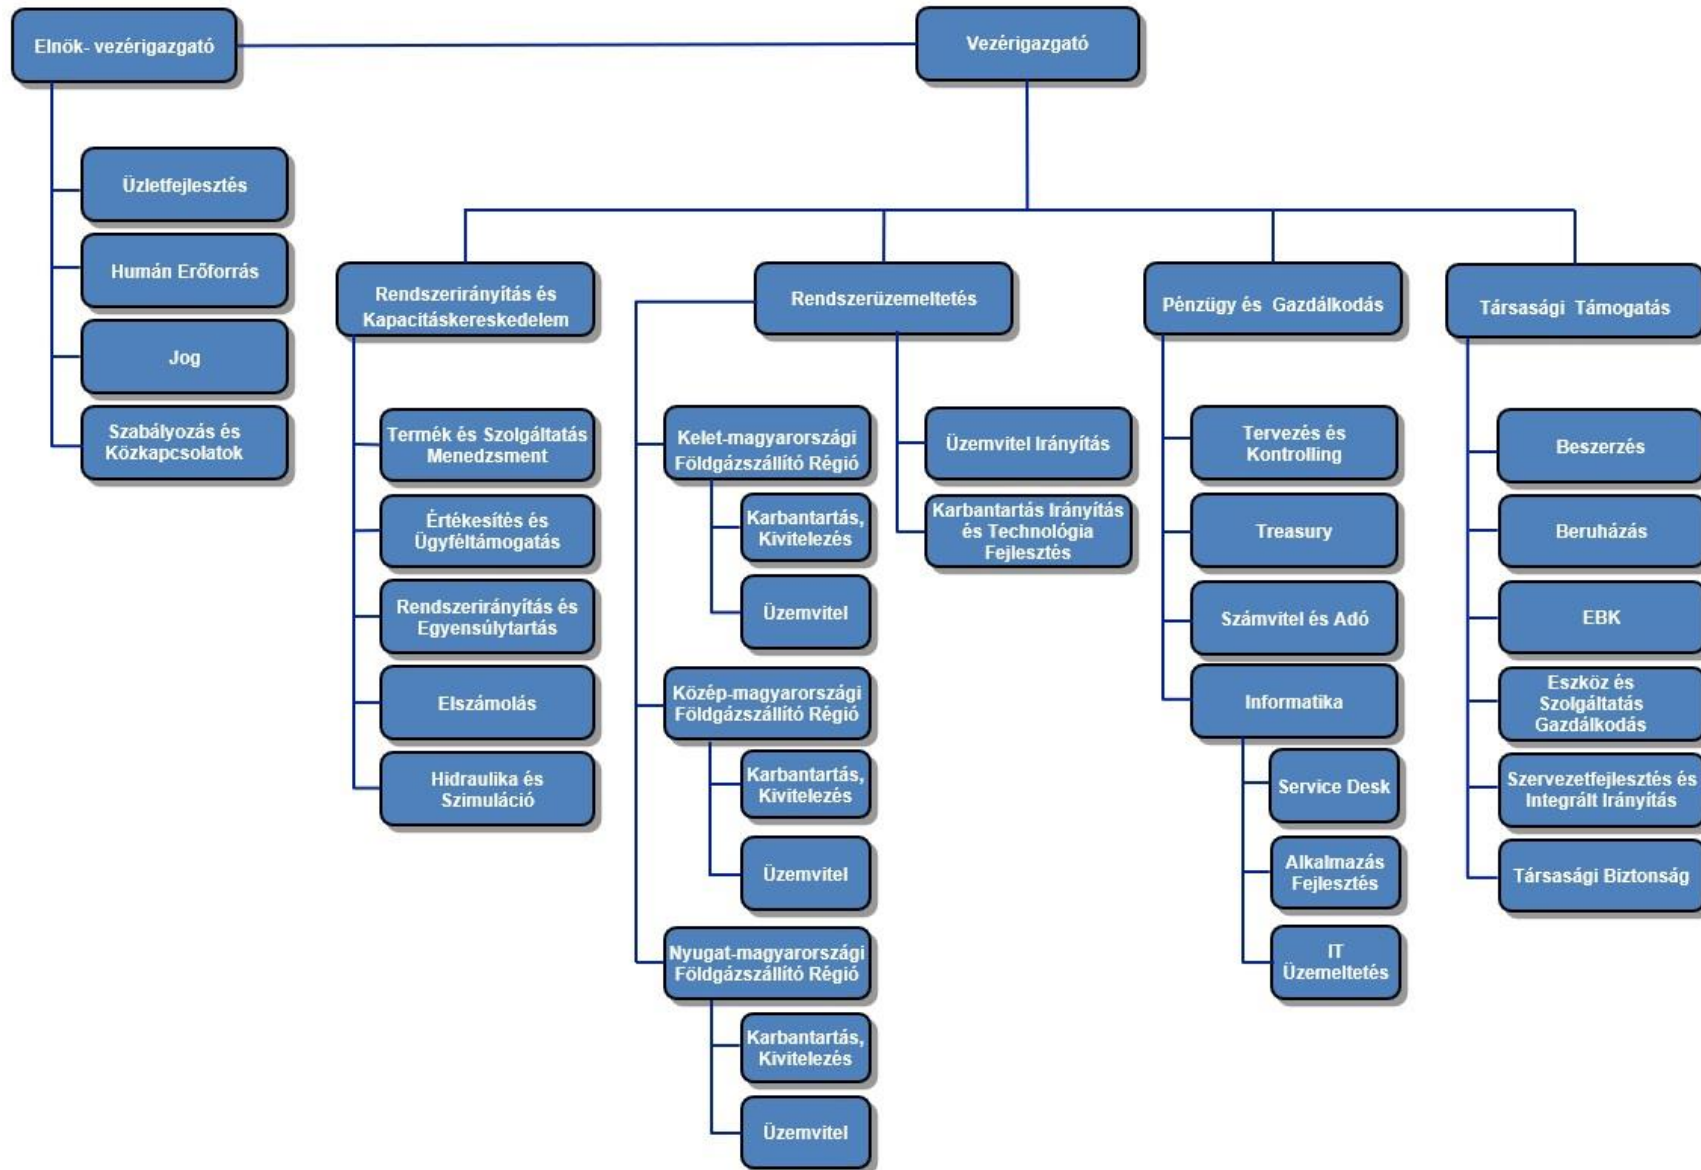 Elnök- vezérigazgató
Vezérigazgató
Üzletfejlesztés
Humán Erőforrás
Jog
Szabályozás és
Közkapcsolatok
Rendszerirányítás és
Kapacitáskereskedelem
Termék és Szolgáltatás
Menedzsment
Értékesítés és
Ügyféltámogatás
Rendszerirányítás és
Egyensúlytartás
Elszámolás
Hidraulika és
Szimuláció
Rendszerüzemeltetés
Kelet-magyarországi
Földgázszállító Régió
Karbantartás,
Kivitelezés
Üzemvitel
Közép-magyarországi
Földgázszállító Régió
Karbantartás,
Kivitelezés
Üzemvitel
Nyugat-magyarországi
Földgázszállító Régió
Karbantartás,
Kivitelezés
Üzemvitel
Üzemvitel Irányítás
Karbantartás Irányítás
és Technológia
Fejlesztés
Pénzügy és Gazdálkodás
Tervezés és
Kontrolling
Treasury
Számvitel és Adó
Informatika
Service Desk
Alkalmazás
Fejlesztés
IT
Üzemeltetés
Társasági Támogatás
Beszerzés
Beruházás
EBK
Eszköz és
Szolgáltatás
Gazdálkodás
Szervezetfejlesztés és
Integrált Irányítás
Társasági Biztonság